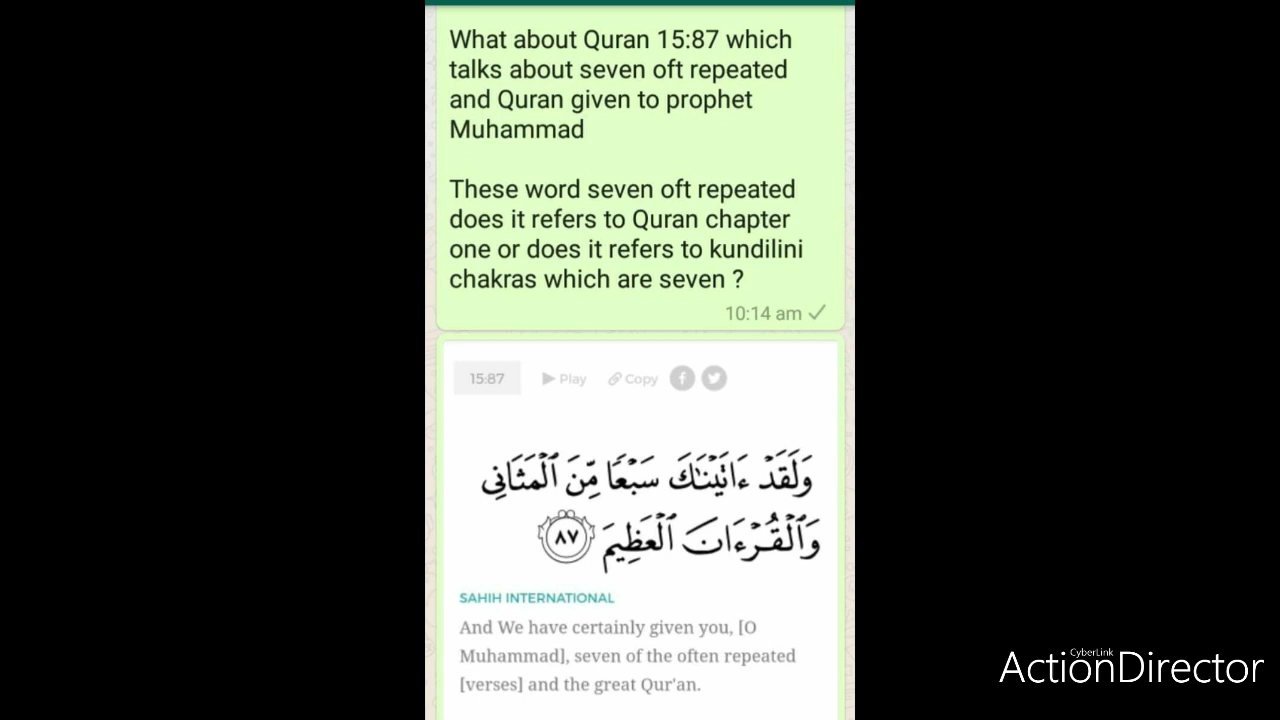 What about Quran 15:87 which
talks about seven oft repeated
and Quran given to prophet
Muhammad
These word seven oft repeated
does it refers to Quran chapter
one or does it refers to kundilini
chakras which are seven ?
10:14 am
15:87
Play
Copy
وَلَقَدْ ءَاتَيْنَٰكَ سَبْعًا مِّنَ ٱلْمَثَانِى
وَٱلْقُرْءَانَ ٱلْعَظِيمَ ٨٧
SAHIH INTERNATIONAL
And We have certainly given you, [O
Muhammad], seven of the often repeated
[verses] and the great Qur'an.
CyberLink
ActionDirector